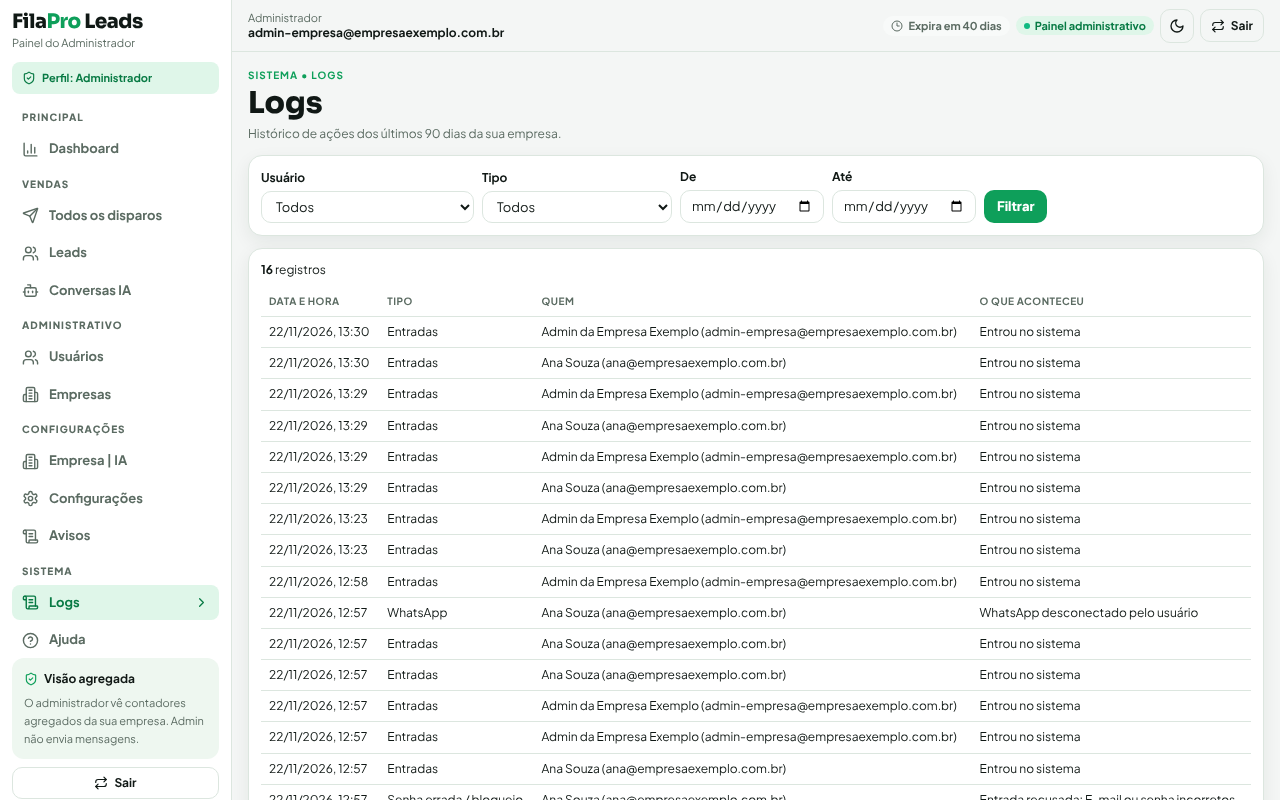 FilaPro Leads
Painel do Administrador
Perfil: Administrador
PRINCIPAL
Dashboard
VENDAS
Todos os disparos
Leads
Conversas IA
ADMINISTRATIVO
Usuários
Empresas
CONFIGURAÇÕES
Empresa | IA
Configurações
Avisos
SISTEMA
Logs
Ajuda
Visão agregada
O administrador vê contadores
agregados da sua empresa. Admin
não envia mensagens.
Sair
Administrador
admin-empresa@empresaexemplo.com.br
Expira em 40 dias
Painel administrativo
Sair
SISTEMA • LOGS
Logs
Histórico de ações dos últimos 90 dias da sua empresa.
Usuário Tipo De Até
Todos Todos mm/dd/yyyy mm/dd/yyyy Filtrar
16 registros
DATA E HORA TIPO QUEM O QUE ACONTECEU
22/11/2026, 13:30 Entradas Admin da Empresa Exemplo (admin-empresa@empresaexemplo.com.br) Entrou no sistema
22/11/2026, 13:30 Entradas Ana Souza (ana@empresaexemplo.com.br) Entrou no sistema
22/11/2026, 13:29 Entradas Admin da Empresa Exemplo (admin-empresa@empresaexemplo.com.br) Entrou no sistema
22/11/2026, 13:29 Entradas Ana Souza (ana@empresaexemplo.com.br) Entrou no sistema
22/11/2026, 13:29 Entradas Admin da Empresa Exemplo (admin-empresa@empresaexemplo.com.br) Entrou no sistema
22/11/2026, 13:29 Entradas Ana Souza (ana@empresaexemplo.com.br) Entrou no sistema
22/11/2026, 13:23 Entradas Admin da Empresa Exemplo (admin-empresa@empresaexemplo.com.br) Entrou no sistema
22/11/2026, 13:23 Entradas Ana Souza (ana@empresaexemplo.com.br) Entrou no sistema
22/11/2026, 12:58 Entradas Admin da Empresa Exemplo (admin-empresa@empresaexemplo.com.br) Entrou no sistema
22/11/2026, 12:57 WhatsApp Ana Souza (ana@empresaexemplo.com.br) WhatsApp desconectado pelo usuário
22/11/2026, 12:57 Entradas Ana Souza (ana@empresaexemplo.com.br) Entrou no sistema
22/11/2026, 12:57 Entradas Ana Souza (ana@empresaexemplo.com.br) Entrou no sistema
22/11/2026, 12:57 Entradas Admin da Empresa Exemplo (admin-empresa@empresaexemplo.com.br) Entrou no sistema
22/11/2026, 12:57 Entradas Admin da Empresa Exemplo (admin-empresa@empresaexemplo.com.br) Entrou no sistema
22/11/2026, 12:57 Entradas Ana Souza (ana@empresaexemplo.com.br) Entrou no sistema
22/11/2026, 12:57 Senha errada / bloqueio Entrada recusada: E-mail ou senha incorretos